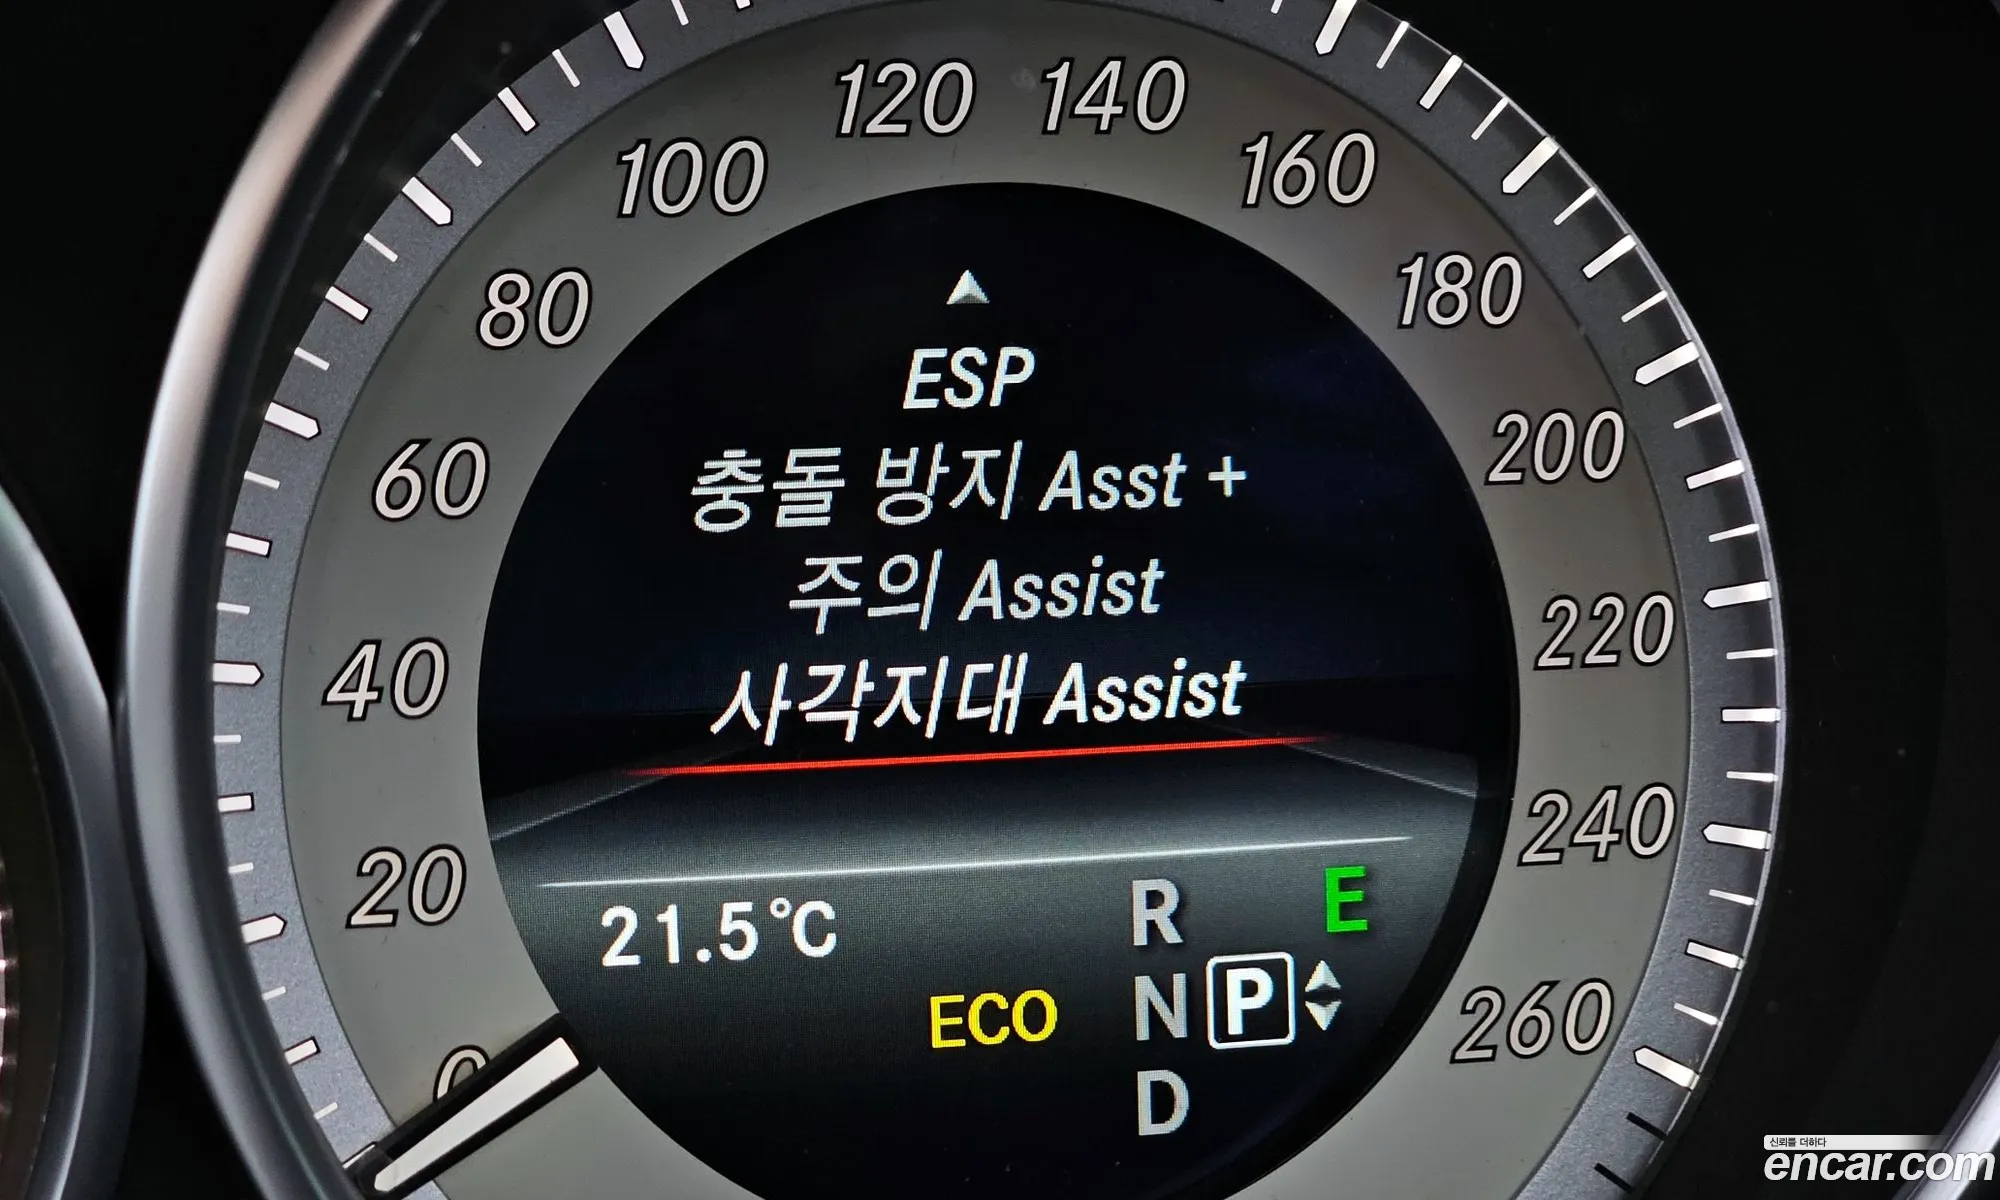 120 140
100 160
80 180
ESP
60 200
충돌 방지 Asst +
주의 Assist
40 220
사각지대 Assist
240
20
21.5°C R E
ECO N P 260
0
D
신뢰를 더하다
encar.com